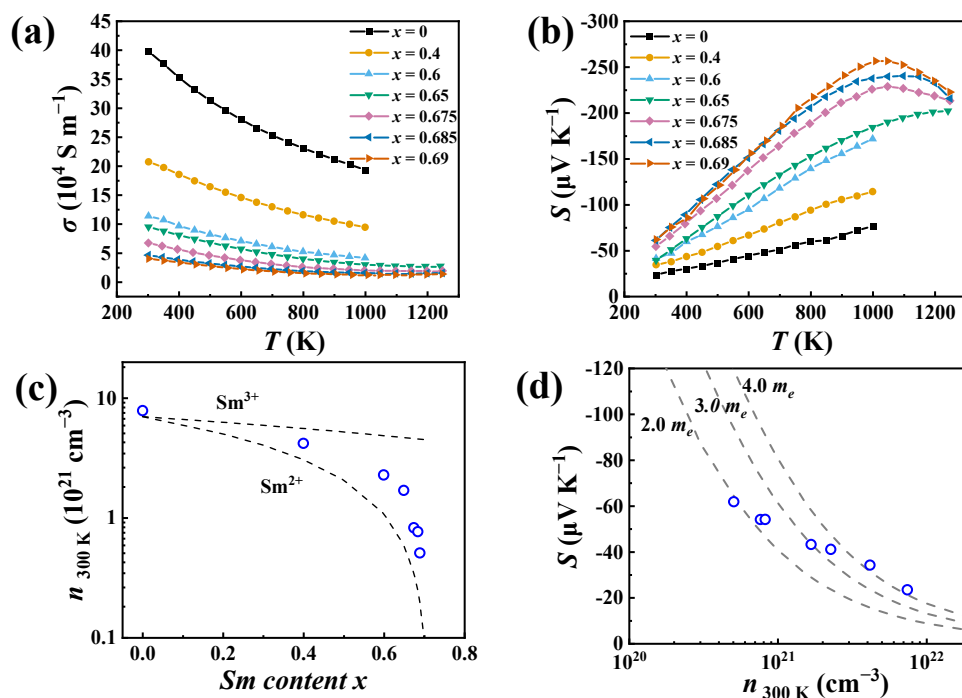 (a)
45
40
35
30
25
20
15
10
5
0
σ (10⁴ S m⁻¹)
200 400 600 800 1000 1200
T (K)
x = 0
x = 0.4
x = 0.6
x = 0.65
x = 0.675
x = 0.685
x = 0.69
(b)
-300
-250
-200
-150
-100
-50
0
S (μV K⁻¹)
200 400 600 800 1000 1200
T (K)
x = 0
x = 0.4
x = 0.6
x = 0.65
x = 0.675
x = 0.685
x = 0.69
(c)
10
1
0.1
n 300 K (10²¹ cm⁻³)
Sm³⁺
Sm²⁺
0.0 0.2 0.4 0.6 0.8
Sm content x
(d)
-120
-100
-80
-60
-40
-20
0
S (μV K⁻¹)
4.0 mₑ
3.0 mₑ
2.0 mₑ
10²⁰ 10²¹ 10²²
n 300 K (cm⁻³)